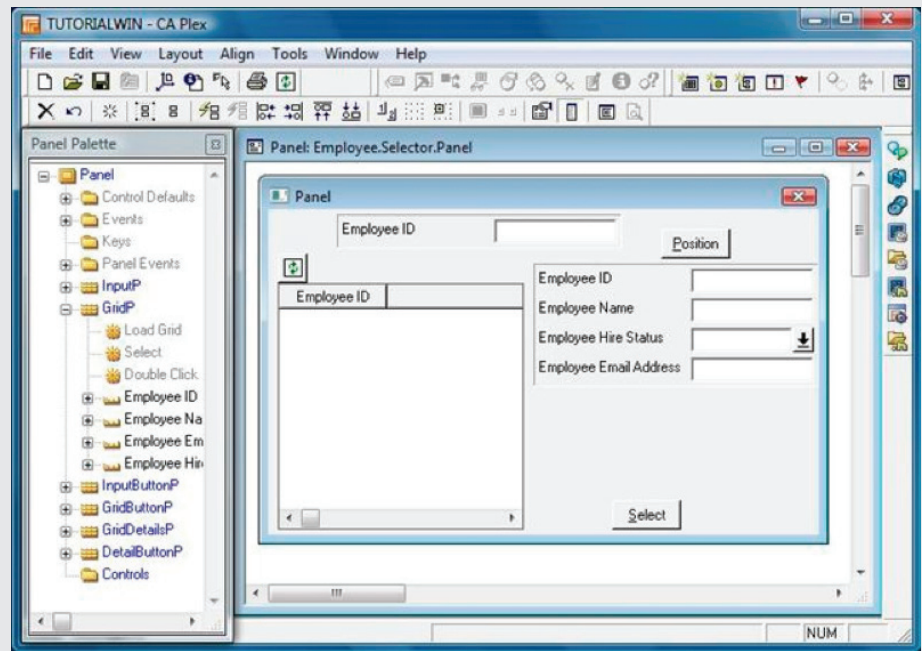 TUTORIALWIN - CA Plex
File Edit View Layout Align Tools Window Help
Panel Palette
Panel
Control Defaults
Events
Keys
Panel Events
InputP
GridP
Load Grid
Select
Double Click
Employee ID
Employee Na
Employee Em
Employee Hir
InputButtonP
GridButtonP
GridDetailsP
DetailButtonP
Controls
Panel: Employee.Selector.Panel
Panel
Employee ID
Position
Employee ID
Employee ID
Employee Name
Employee Hire Status
Employee Email Address
Select
NUM